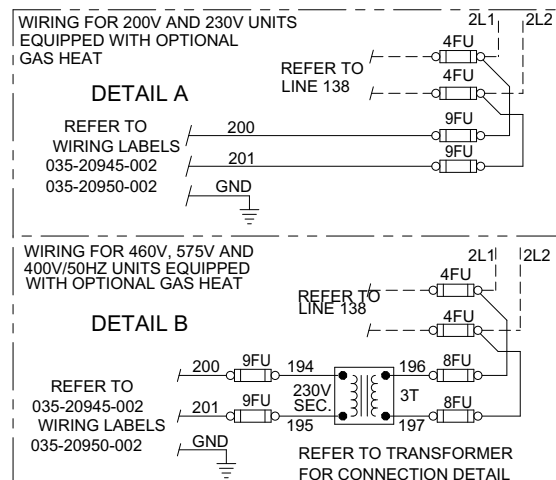 WIRING FOR 200V AND 230V UNITS
EQUIPPED WITH OPTIONAL
GAS HEAT
2L1
2L2
4FU
REFER TO
LINE 138
4FU
DETAIL A
REFER TO
WIRING LABELS
035-20945-002
035-20950-002
200
9FU
201
9FU
GND
WIRING FOR 460V, 575V AND
400V/50HZ UNITS EQUIPPED
WITH OPTIONAL GAS HEAT
2L1
2L2
4FU
REFER TO
LINE 138
4FU
DETAIL B
200
9FU
194
196
8FU
REFER TO
035-20945-002
WIRING LABELS
035-20950-002
230V
SEC.
3T
201
9FU
195
197
8FU
GND
REFER TO TRANSFORMER
FOR CONNECTION DETAIL